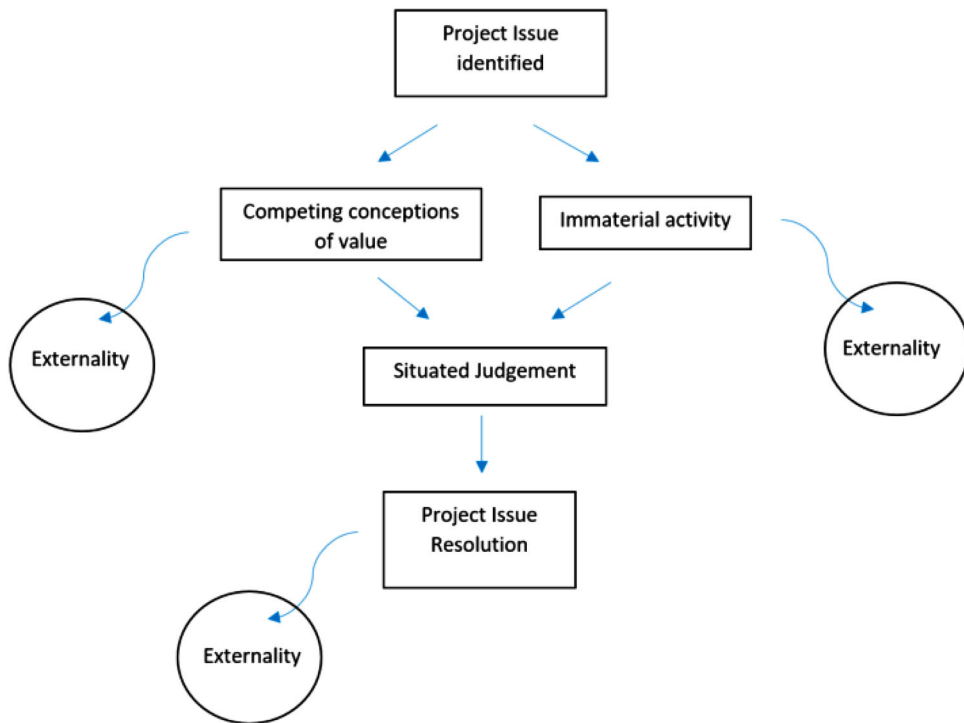 Project Issue
identified
Competing conceptions
of value
Immaterial activity
Externality
Externality
Situated Judgement
Project Issue
Resolution
Externality